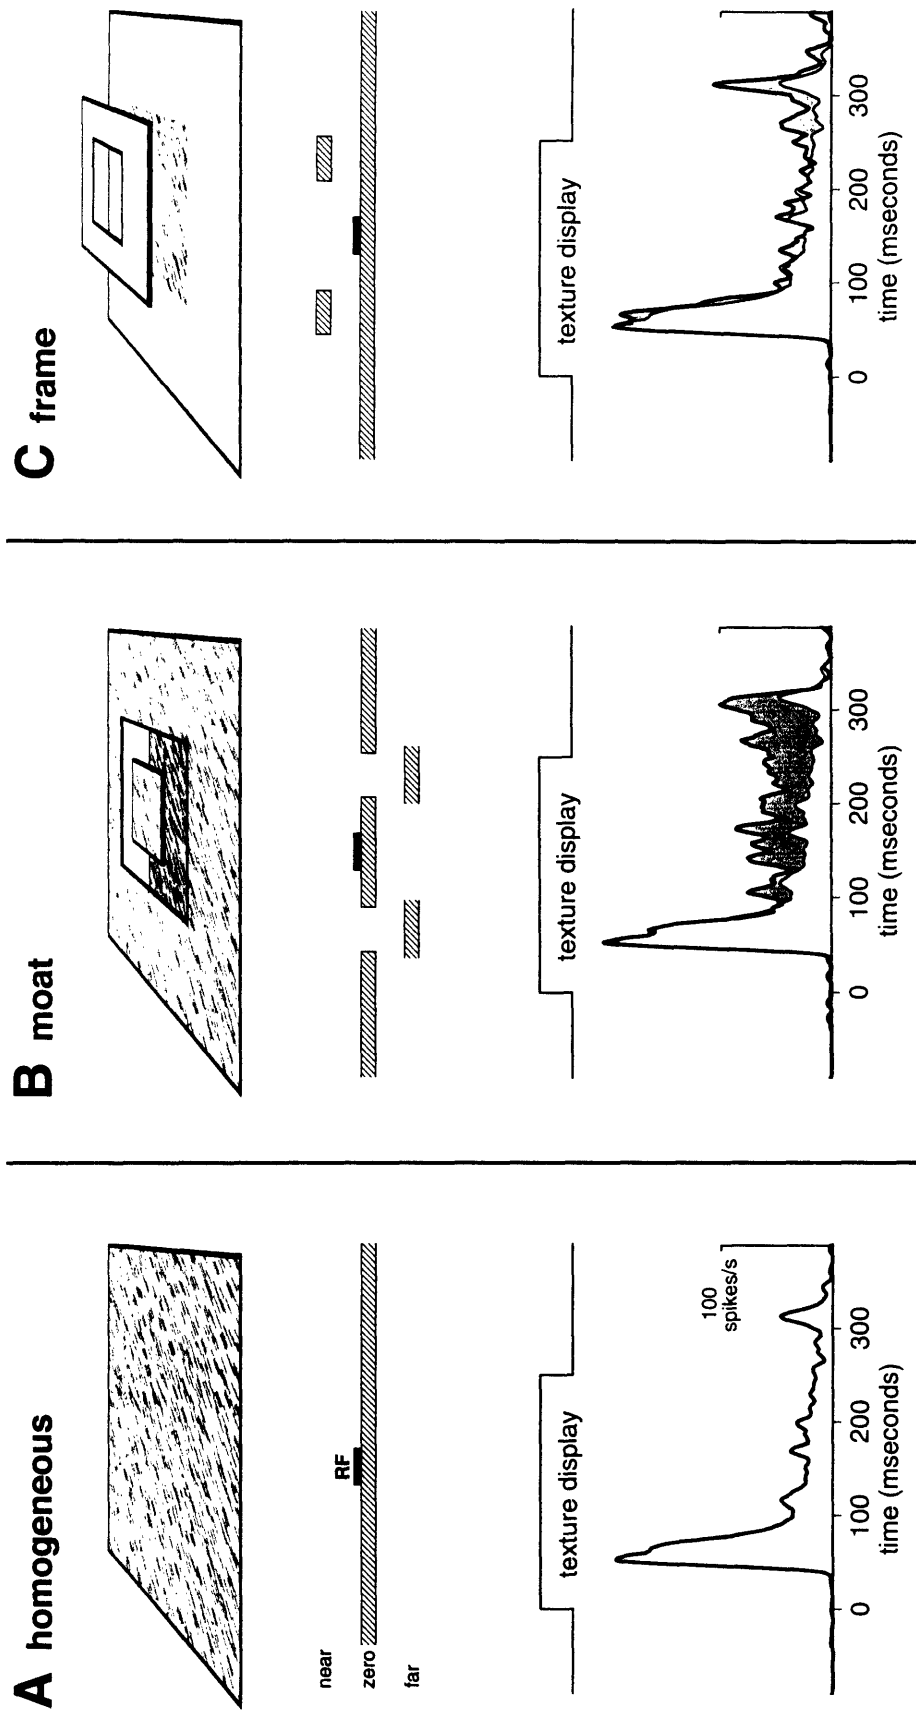 A homogeneous
near
zero
far
RF
texture display
100
spikes/s
0 100 200 300
time (mseconds)
B moat
texture display
0 100 200 300
time (mseconds)
C frame
texture display
0 100 200 300
time (mseconds)